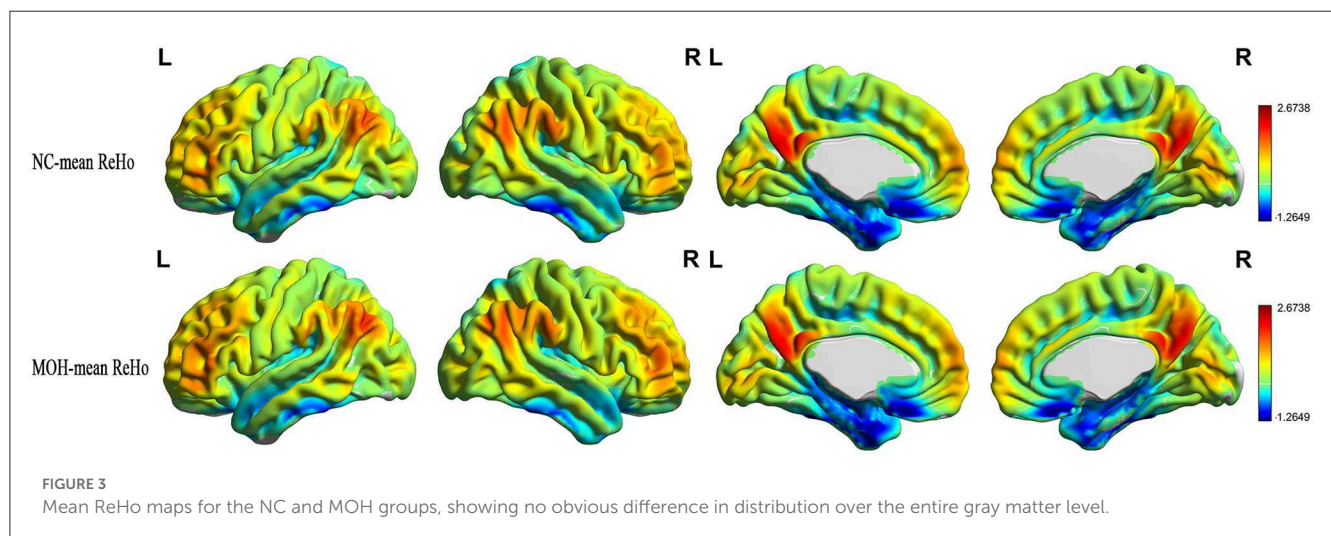 L R L R
NC-mean ReHo
2.6738
-1.2649
L R L R
MOH-mean ReHo
2.6738
-1.2649
FIGURE 3
Mean ReHo maps for the NC and MOH groups, showing no obvious difference in distribution over the entire gray matter level.